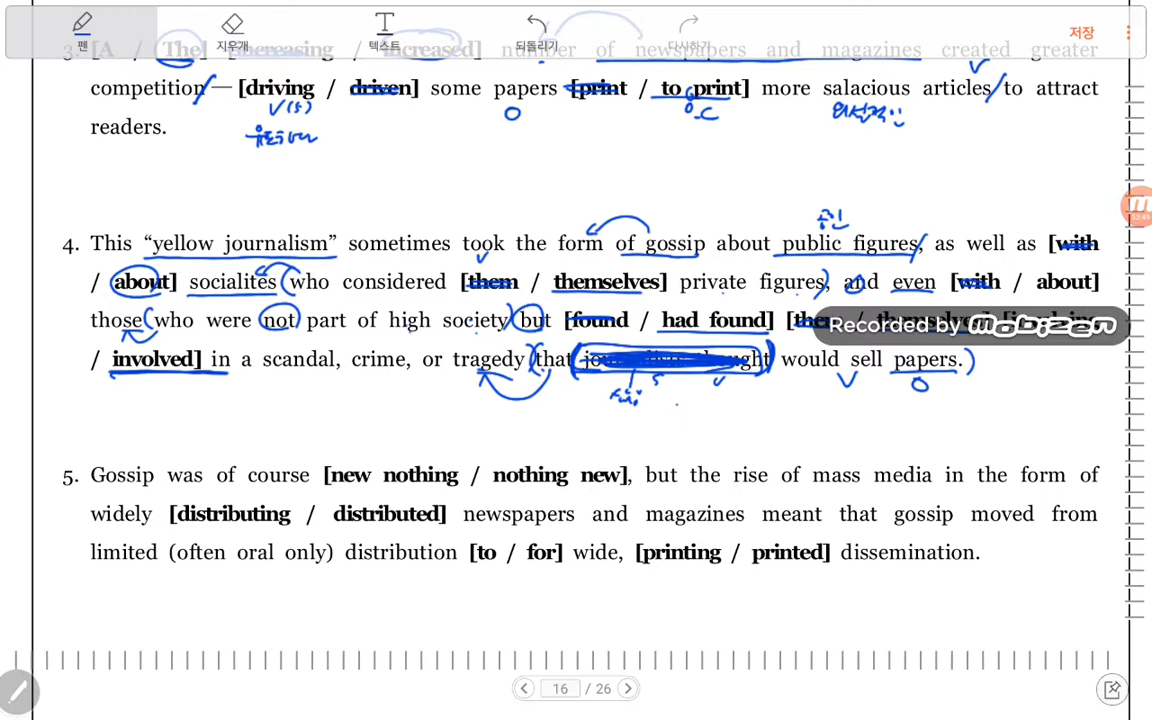 펜
지우개
텍스트
되돌리기
다시하기
저장
3. [A / The] [increasing / increased] number of newspapers and magazines created greater
competition — [driving / driven] some papers [print / to print] more salacious articles to attract
V(s)
O
O.C
readers.
4. This “yellow journalism” sometimes took the form of gossip about public figures, as well as [with
/ about] socialites who considered [them / themselves] private figures, and even [with / about]
those who were not part of high society but [found / had found]
Recorded by mobizen
/ involved] in a scandal, crime, or tragedy that would sell papers.
S
V
V
O
5. Gossip was of course [new nothing / nothing new], but the rise of mass media in the form of
widely [distributing / distributed] newspapers and magazines meant that gossip moved from
limited (often oral only) distribution [to / for] wide, [printing / printed] dissemination.
16 / 26